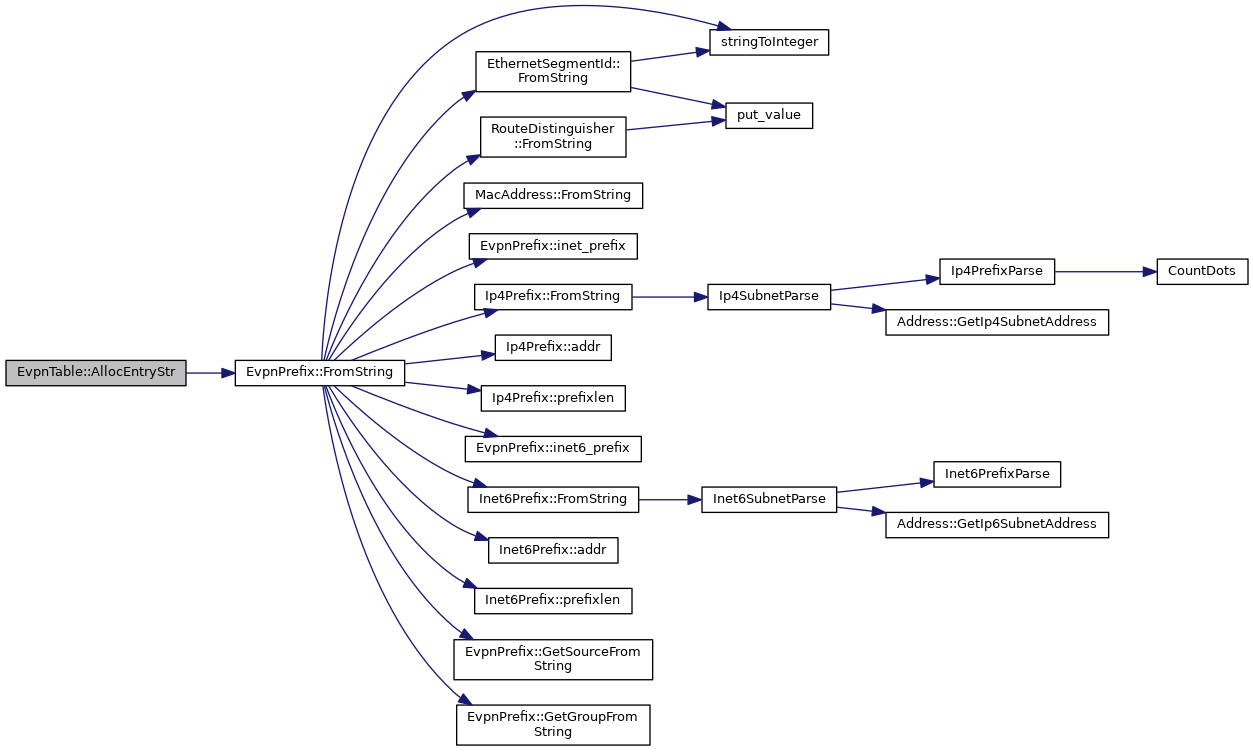 stringToInteger
EthernetSegmentId::
FromString
put_value
RouteDistinguisher
::FromString
MacAddress::FromString
EvpnPrefix::inet_prefix
Ip4PrefixParse
CountDots
Ip4Prefix::FromString
Ip4SubnetParse
Address::GetIp4SubnetAddress
Ip4Prefix::addr
EvpnTable::AllocEntryStr
EvpnPrefix::FromString
Ip4Prefix::prefixlen
EvpnPrefix::inet6_prefix
Inet6PrefixParse
Inet6Prefix::FromString
Inet6SubnetParse
Address::GetIp6SubnetAddress
Inet6Prefix::addr
Inet6Prefix::prefixlen
EvpnPrefix::GetSourceFrom
String
EvpnPrefix::GetGroupFrom
String